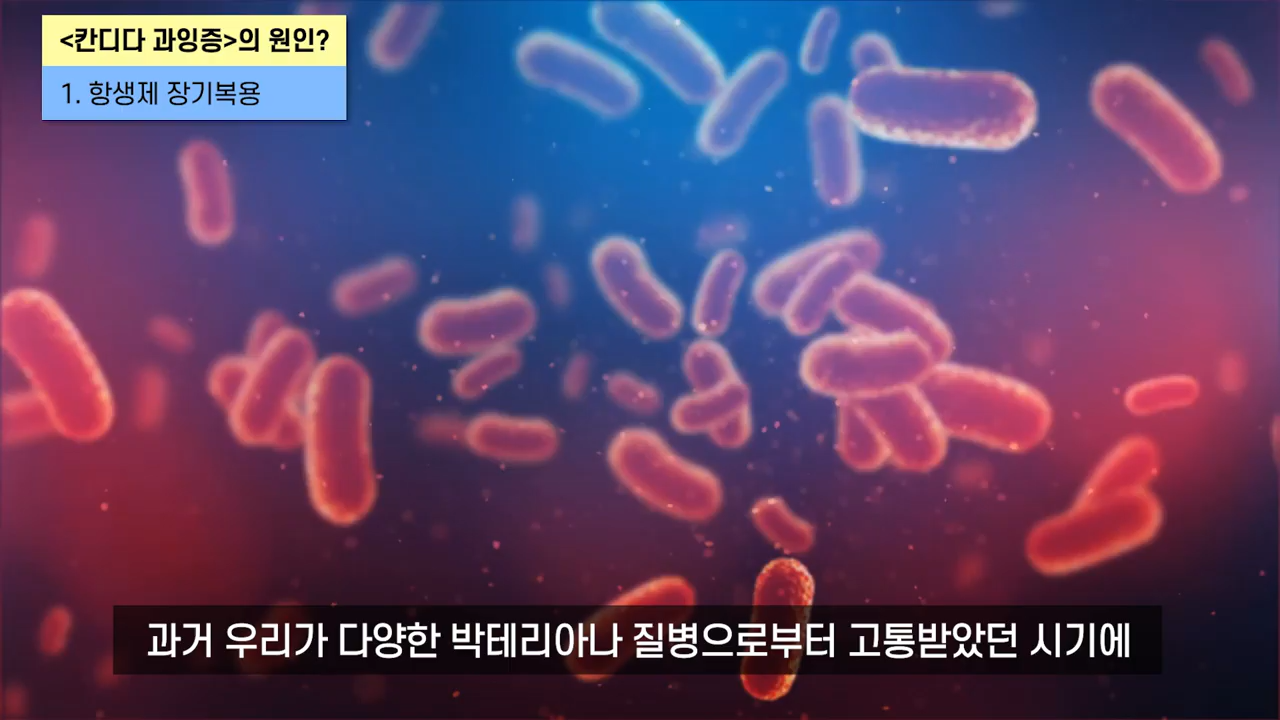 <칸디다 과잉증>의 원인?
1. 항생제 장기복용
과거 우리가 다양한 박테리아나 질병으로부터 고통받았던 시기에